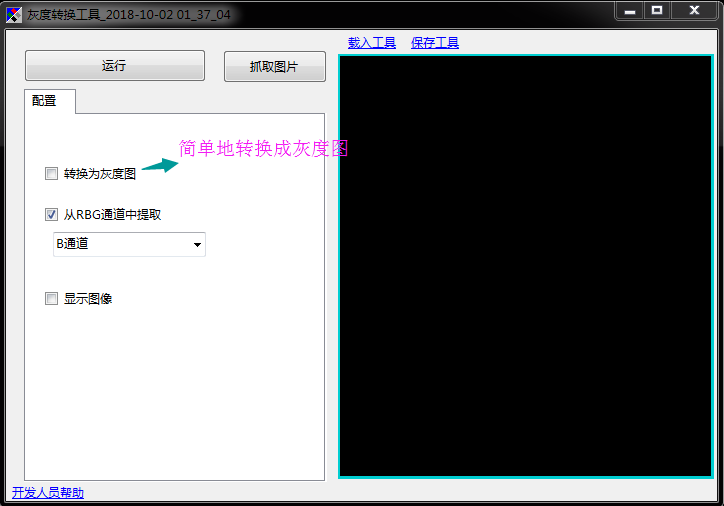 灰度转换工具_2018-10-02 01_37_04
载入工具 保存工具
运行 抓取图片
配置
简单地转换成灰度图
转换为灰度图
从RBG通道中提取
B通道
显示图像
开发人员帮助